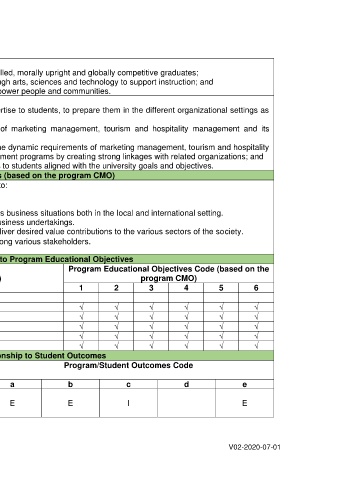 lled, morally upright and globally competitive graduates;
gh arts, sciences and technology to support instruction; and
power people and communities.
ertise to students, to prepare them in the different organizational settings as
of marketing management, tourism and hospitality management and its
he dynamic requirements of marketing management, tourism and hospitality
ment programs by creating strong linkages with related organizations; and
s to students aligned with the university goals and objectives.
s (based on the program CMO)
to:
s business situations both in the local and international setting.
usiness undertakings.
liver desired value contributions to the various sectors of the society.
ong various stakeholders.
to Program Educational Objectives
Program Educational Objectives Code (based on the
program CMO)
)
1 2 3 4 5 6
√ √ √ √ √ √
√ √ √ √ √ √
√ √ √ √ √ √
√ √ √ √ √ √
√ √ √ √ √ √
onship to Student Outcomes
Program/Student Outcomes Code
a b c d e
E E I E
V02-2020-07-01